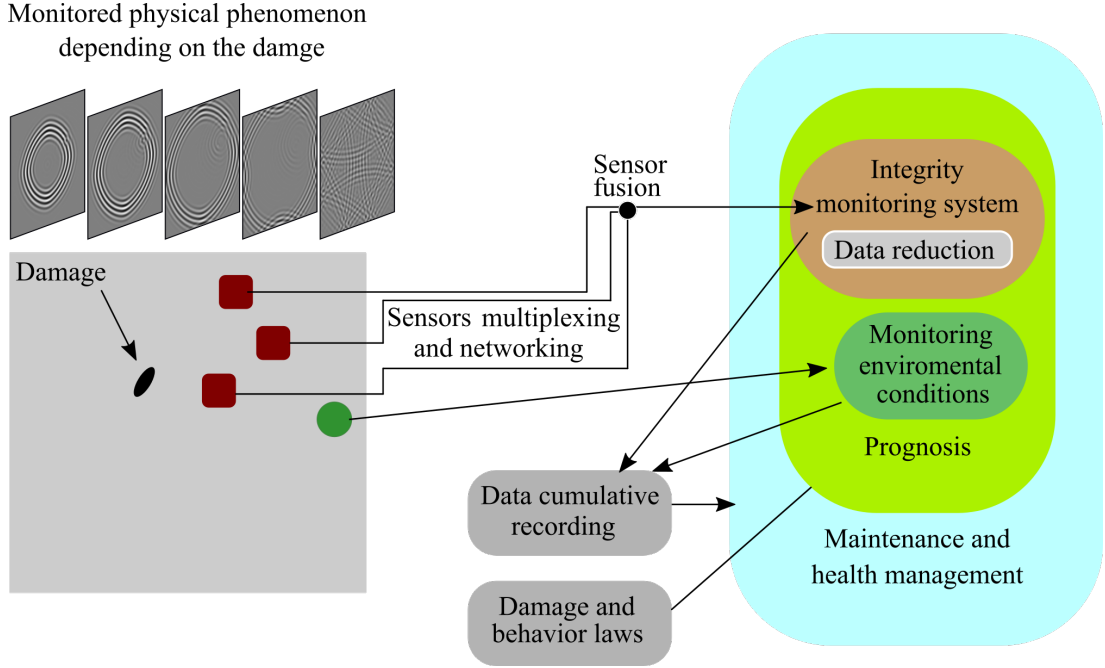 Monitored physical phenomenon
depending on the damge
Damage
Sensor
fusion
Sensors multiplexing
and networking
Integrity
monitoring system
Data reduction
Monitoring
enviromental
conditions
Prognosis
Data cumulative
recording
Maintenance and
health management
Damage and
behavior laws